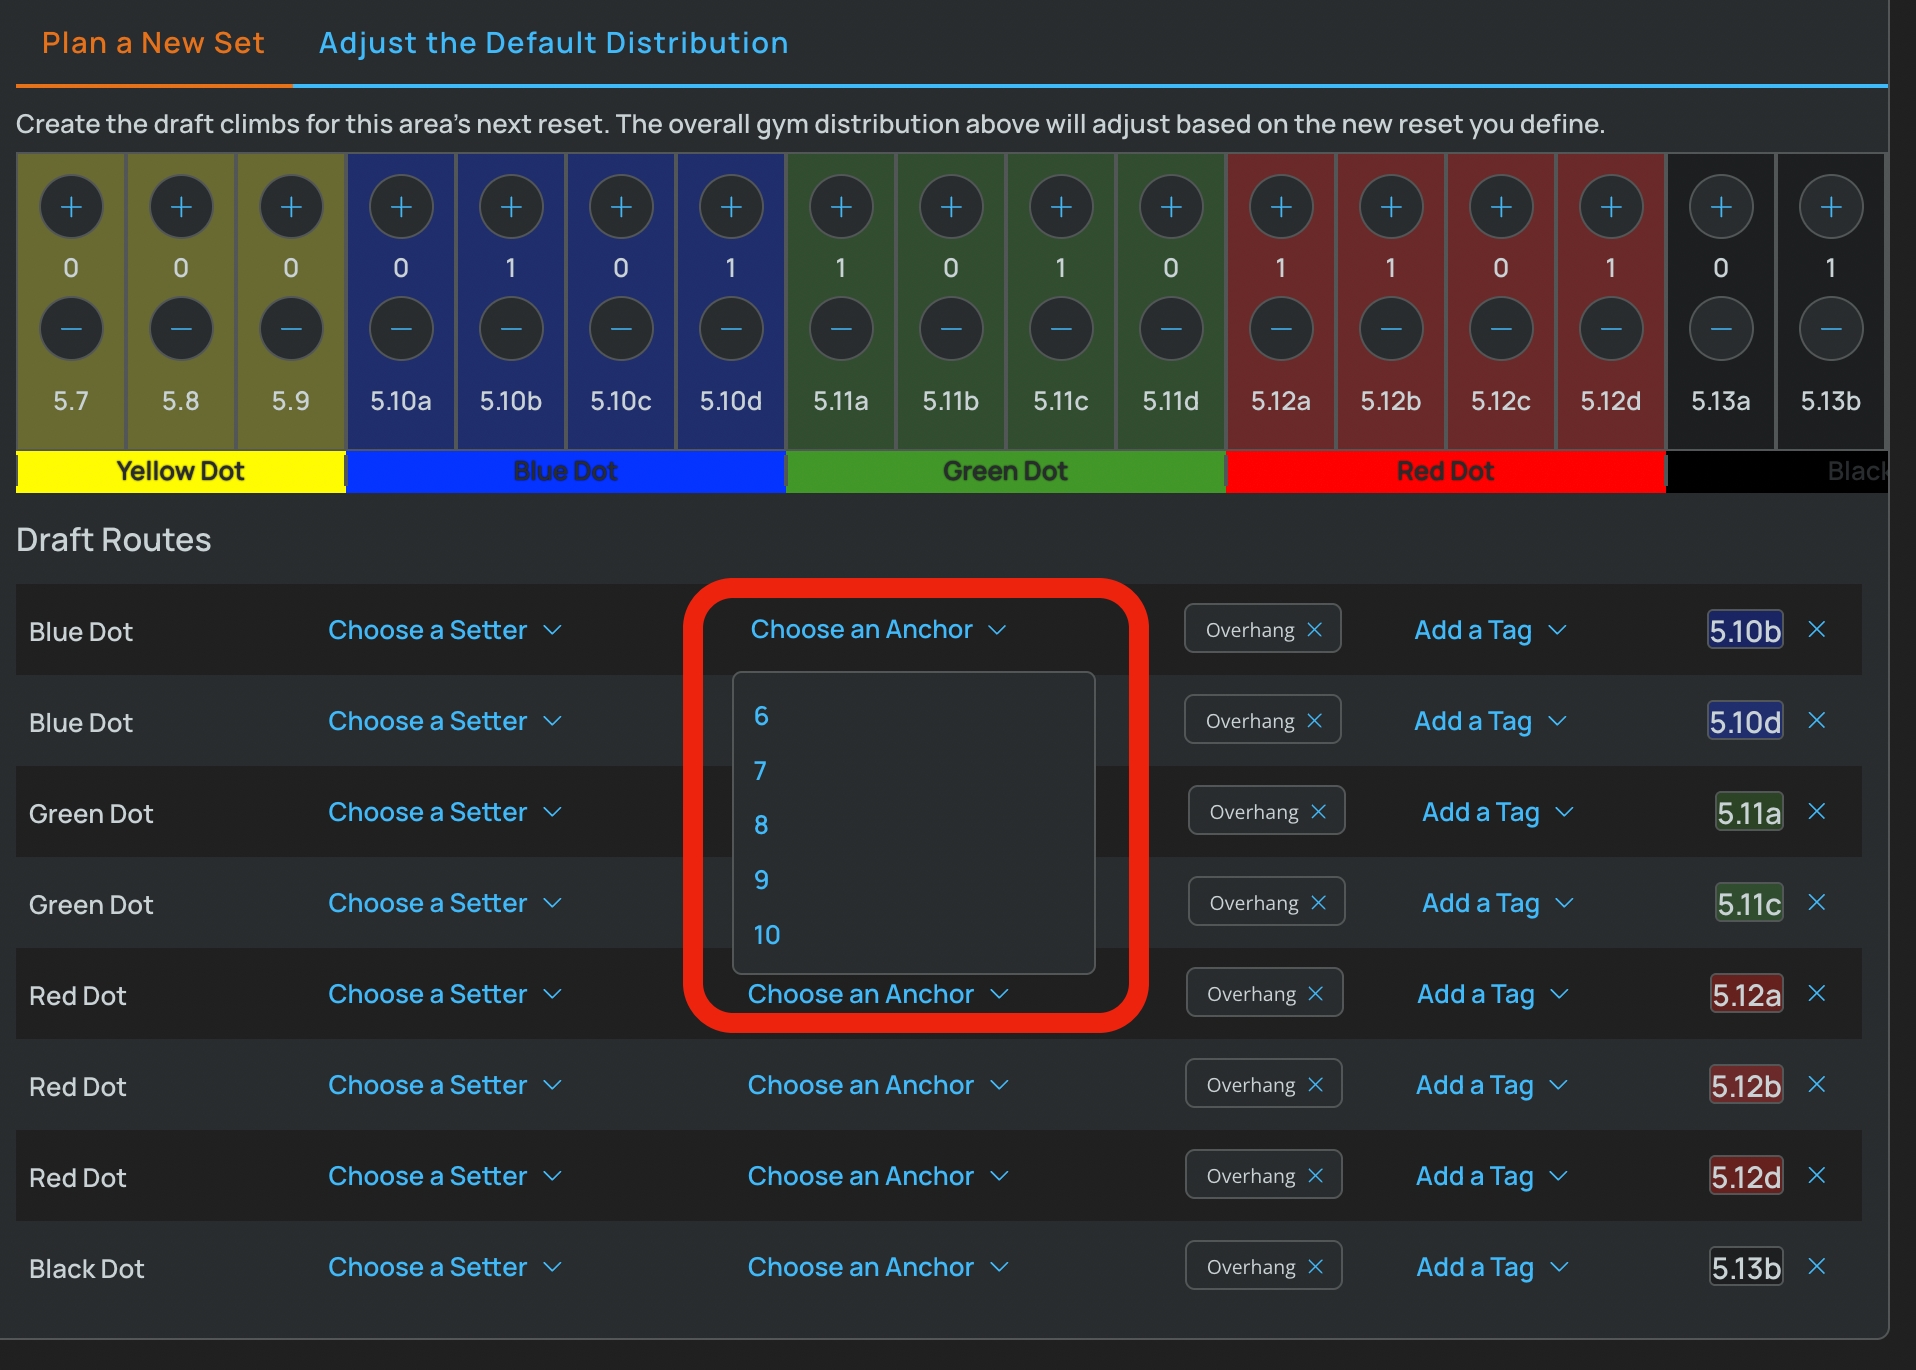 Plan a New Set Adjust the Default Distribution
Create the draft climbs for this area's next reset. The overall gym distribution above will adjust based on the new reset you define.
+ + + + + + + + + + + + + + + + +
0 0 0 0 1 0 1 1 0 1 0 1 1 0 1 0 1
− − − − − − − − − − − − − − − − −
5.7 5.8 5.9 5.10a 5.10b 5.10c 5.10d 5.11a 5.11b 5.11c 5.11d 5.12a 5.12b 5.12c 5.12d 5.13a 5.13b
Yellow Dot Blue Dot Green Dot Red Dot Black
Draft Routes
Blue Dot Choose a Setter Choose an Anchor Overhang × Add a Tag 5.10b ×
6
Blue Dot Choose a Setter Overhang × Add a Tag 5.10d ×
7
Green Dot Choose a Setter Overhang × Add a Tag 5.11a ×
8
9
Green Dot Choose a Setter Overhang × Add a Tag 5.11c ×
10
Red Dot Choose a Setter Choose an Anchor Overhang × Add a Tag 5.12a ×
Red Dot Choose a Setter Choose an Anchor Overhang × Add a Tag 5.12b ×
Red Dot Choose a Setter Choose an Anchor Overhang × Add a Tag 5.12d ×
Black Dot Choose a Setter Choose an Anchor Overhang × Add a Tag 5.13b ×